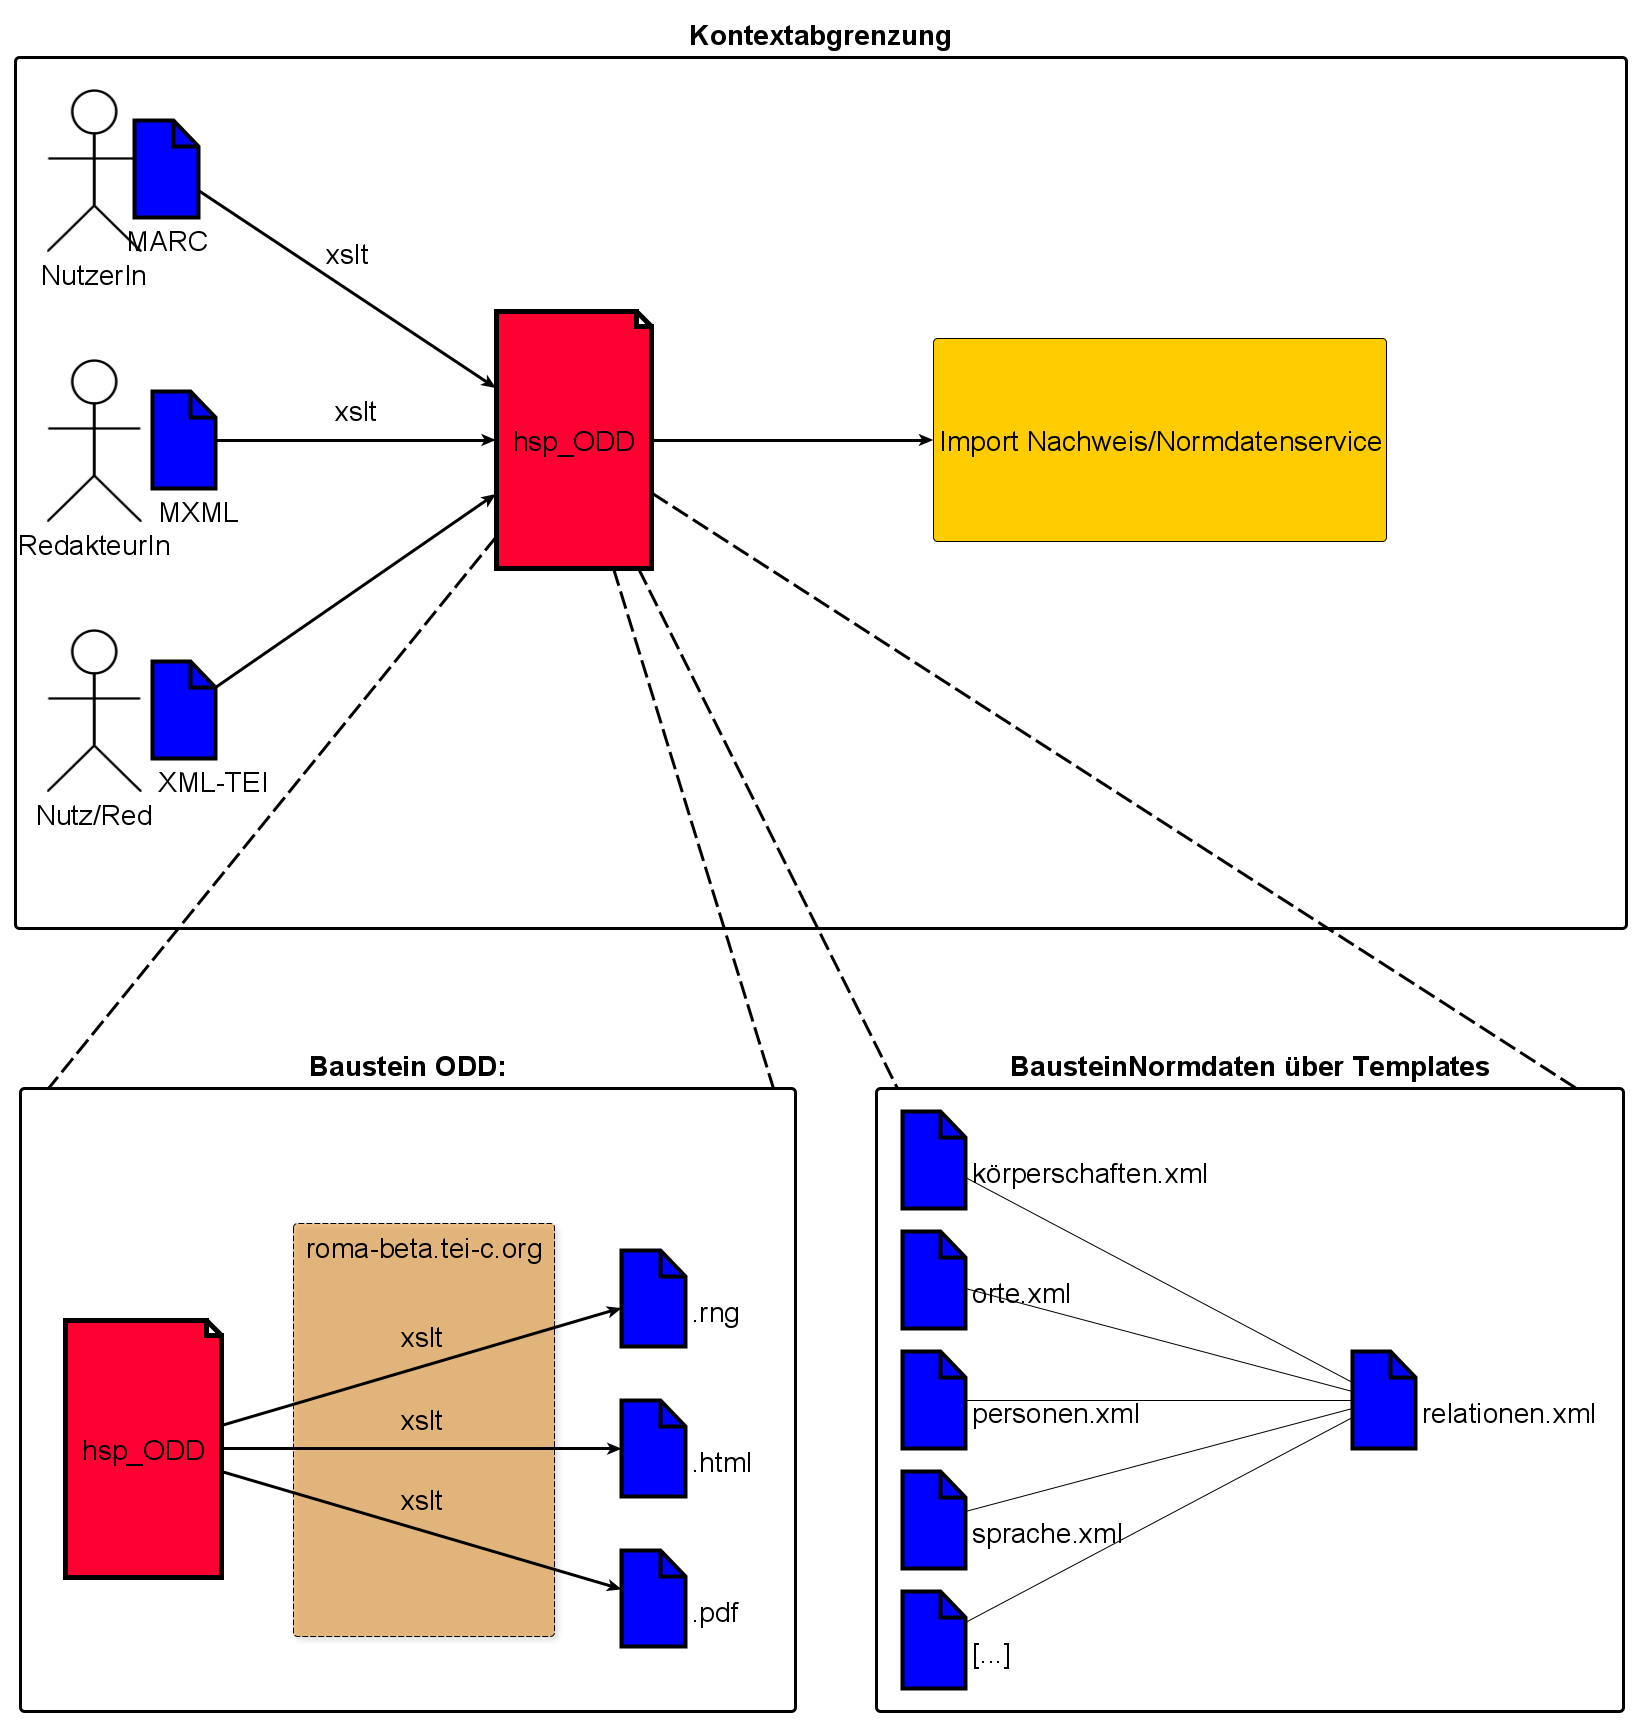 Kontextabgrenzung
MARC
NutzerIn
xslt
MXML
RedakteurIn
xslt
XML-TEI
Nutz/Red
hsp_ODD
Import Nachweis/Normdatenservice
Baustein ODD:
roma-beta.tei-c.org
hsp_ODD
xslt
xslt
xslt
.rng
.html
.pdf
BausteinNormdaten über Templates
körperschaften.xml
orte.xml
personen.xml
sprache.xml
[...]
relationen.xml